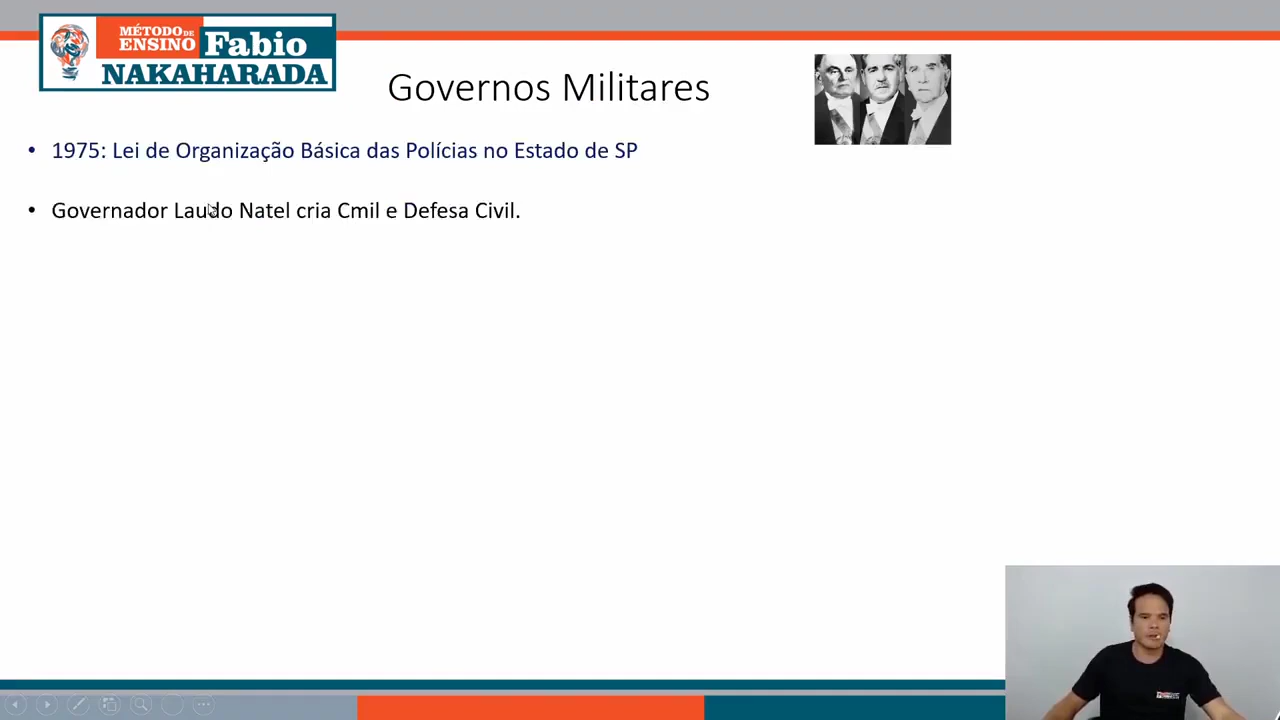 MÉTODO DE
ENSINO Fabio
NAKAHARADA
Governos Militares
• 1975: Lei de Organização Básica das Polícias no Estado de SP
• Governador Laudo Natel cria Cmil e Defesa Civil.